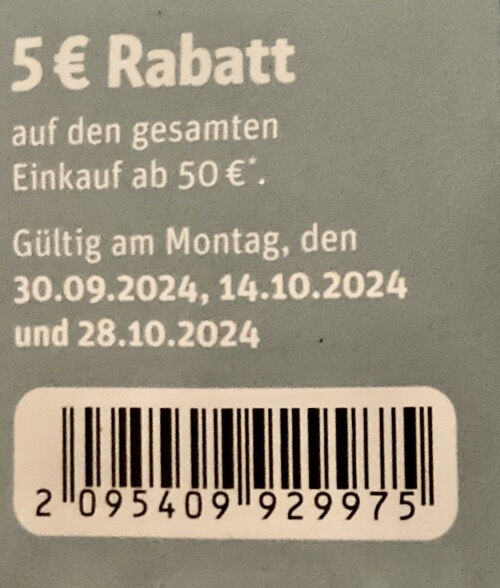 5 € Rabatt
auf den gesamten
Einkauf ab 50 €*.
Gültig am Montag, den
30.09.2024, 14.10.2024
und 28.10.2024
2 095409 929975